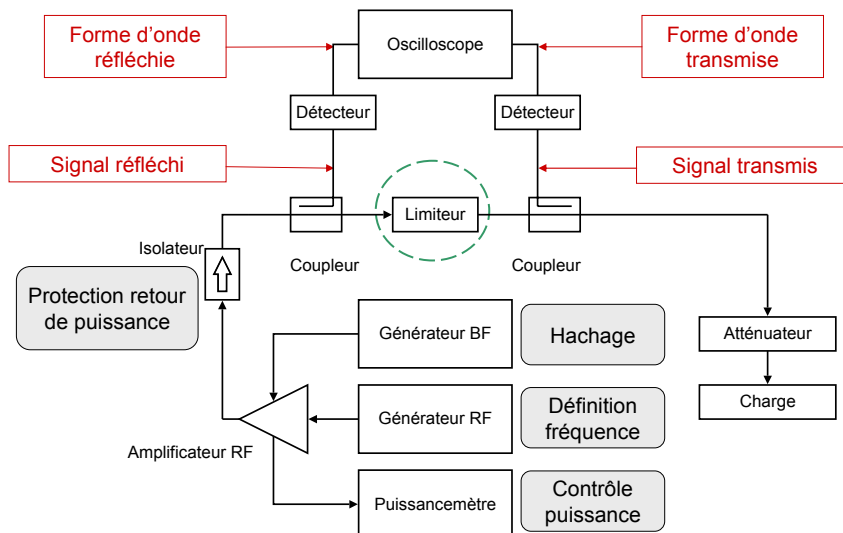 Forme d'onde
réfléchie
Oscilloscope
Forme d'onde
transmise
Détecteur
Détecteur
Signal réfléchi
Signal transmis
Limiteur
Isolateur
Coupleur
Coupleur
Protection retour
de puissance
Générateur BF
Hachage
Atténuateur
Générateur RF
Définition
fréquence
Charge
Amplificateur RF
Puissancemètre
Contrôle
puissance